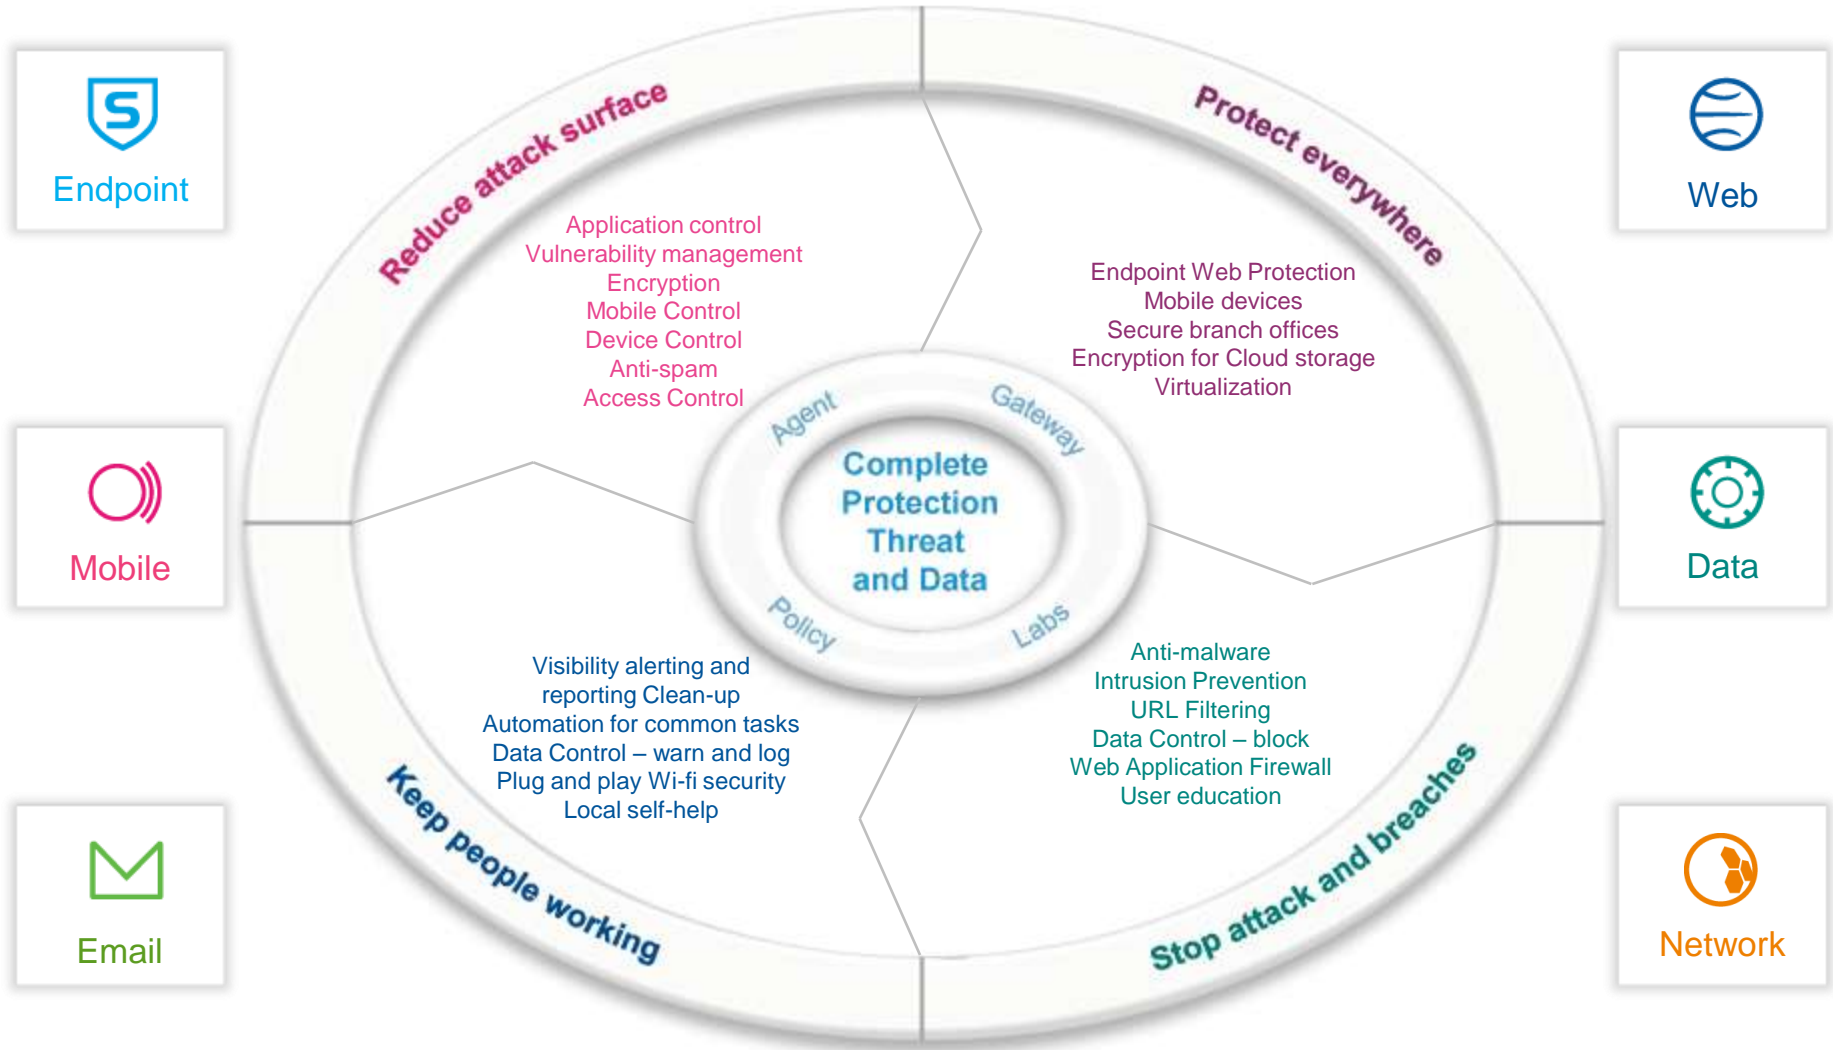 S
Endpoint
Mobile
Email
Reduce attack surface
Application control
Vulnerability management
Encryption
Mobile Control
Device Control
Anti-spam
Access Control
Protect everywhere
Endpoint Web Protection
Mobile devices
Secure branch offices
Encryption for Cloud storage
Virtualization
Agent
Gateway
Complete
Protection
Threat
and Data
Policy
Labs
Visibility alerting and
reporting Clean-up
Automation for common tasks
Data Control – warn and log
Plug and play Wi-fi security
Local self-help
Keep people working
Anti-malware
Intrusion Prevention
URL Filtering
Data Control – block
Web Application Firewall
User education
Stop attack and breaches
Web
Data
Network